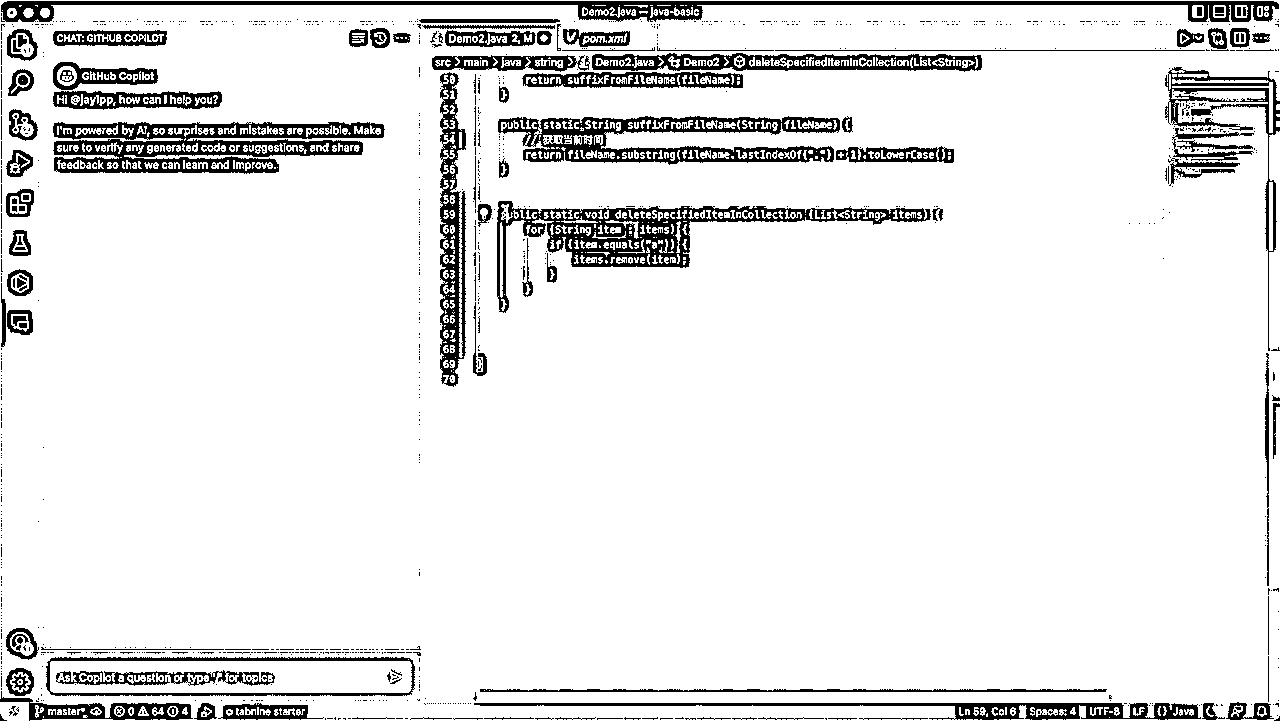 Demo2.java — java-basic
CHAT: GITHUB COPILOT
GitHub Copilot
Hi @jayipp, how can I help you?
I'm powered by AI, so surprises and mistakes are possible. Make
sure to verify any generated code or suggestions, and share
feedback so that we can learn and improve.
Ask Copilot a question or type '/' for topics
Demo2.java 2, M
pom.xml
src > main > java > string > Demo2.java > Demo2 > deleteSpecifiedItemInCollection(List<String>)
50 return suffixFromFileName(fileName);
51 }
52
53 public static String suffixFromFileName(String fileName) {
54 // 获取当前时间
55 return fileName.substring(fileName.lastIndexOf(".") + 1).toLowerCase();
56 }
57
58
59 public static void deleteSpecifiedItemInCollection (List<String> items) {
60 for (String item : items) {
61 if (item.equals("a")) {
62 items.remove(item);
63 }
64 }
65 }
66
67
68
69 }
70
master* 0 64 4 tabnine starter
Ln 59, Col 6 Spaces: 4 UTF-8 LF {} Java